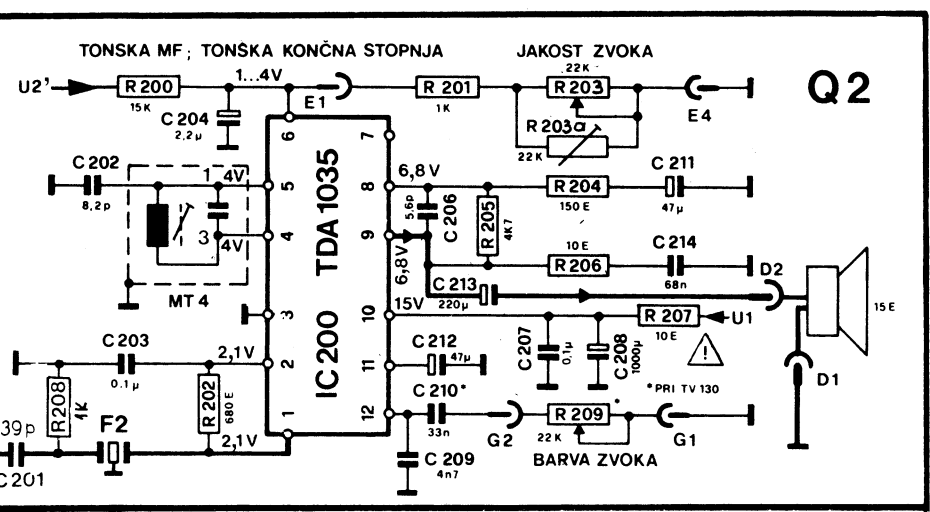 TONSKA MF ; TONSKA KONČNA STOPNJA
JAKOST ZVOKA
Q2
U2'
R 200
15K
1...4V
E1
R 201
1K
22K
R 203
E4
C 204
2,2µ
R 203a
22K
6
7
C 202
8,2p
1
4V
5
3
4V
4
MT 4
IC200 TDA 1035
8
6,8V
5,6p
C 206
R 205
4K7
R 204
150 E
C 211
47µ
9
6,8V
10 E
R 206
C 214
68n
D2
C 213
220µ
15 E
3
15V
10
R 207
10 E
U1
C 203
0.1µ
2,1V
2
11
C 212
47µ
C 207
0,1µ
C 208
1000µ
!
*PRI TV 130
D1
R 208
1K
R 202
680 E
C 210*
33n
12
G2
R 209*
22K
G1
39p
F2
2,1V
1
C 209
4n7
BARVA ZVOKA
C201